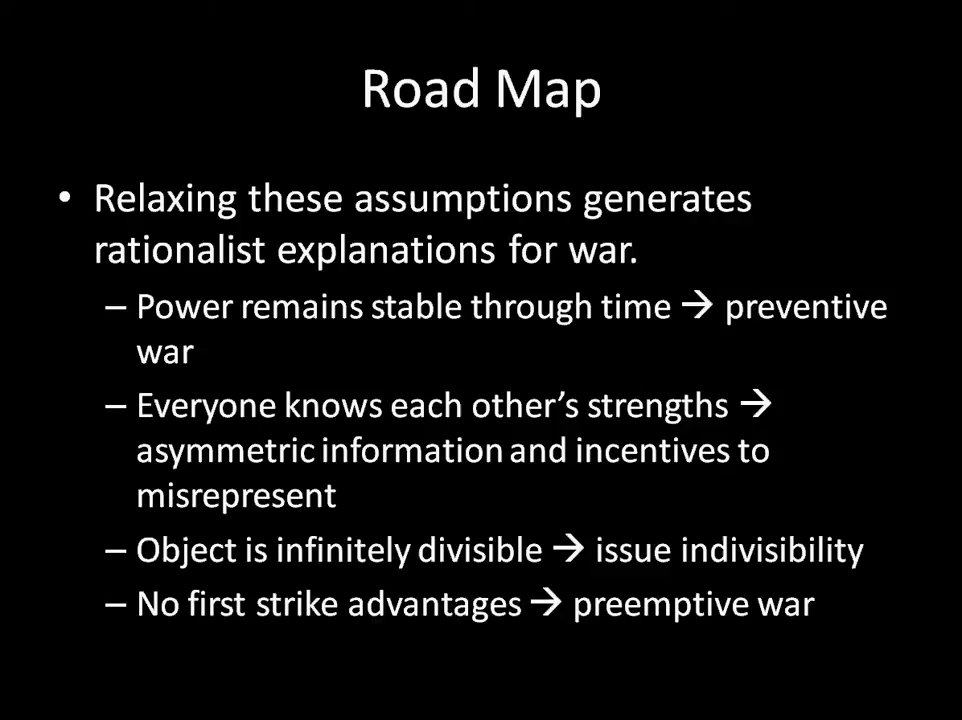 Road Map
• Relaxing these assumptions generates
rationalist explanations for war.
– Power remains stable through time → preventive
war
– Everyone knows each other’s strengths →
asymmetric information and incentives to
misrepresent
– Object is infinitely divisible → issue indivisibility
– No first strike advantages → preemptive war